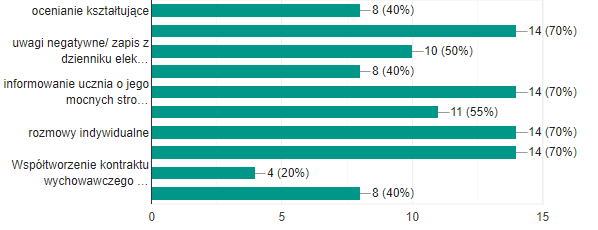 ocenianie kształtujące
8 (40%)
14 (70%)
uwagi negatywne/ zapis z
dzienniku elek…
10 (50%)
8 (40%)
informowanie ucznia o jego
mocnych stro…
14 (70%)
11 (55%)
rozmowy indywidualne
14 (70%)
14 (70%)
Współtworzenie kontraktu
wychowawczego …
4 (20%)
8 (40%)
0 5 10 15